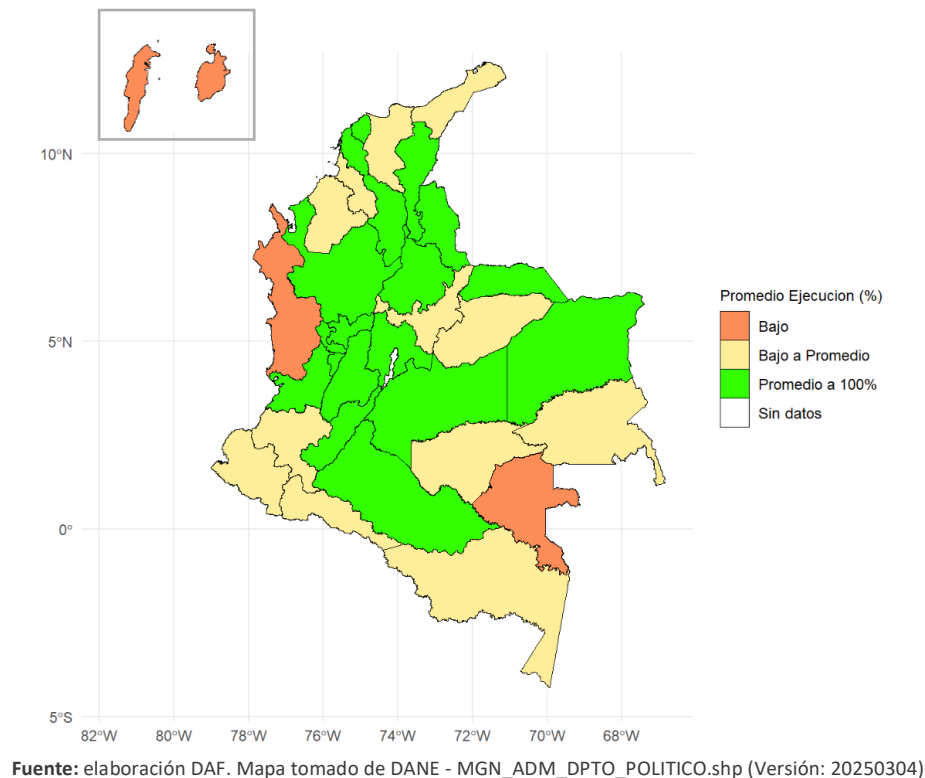 10°N
5°N
0°
5°S
82°W 80°W 78°W 76°W 74°W 72°W 70°W 68°W
Promedio Ejecucion (%)
Bajo
Bajo a Promedio
Promedio a 100%
Sin datos
Fuente: elaboración DAF. Mapa tomado de DANE - MGN_ADM_DPTO_POLITICO.shp (Versión: 20250304)